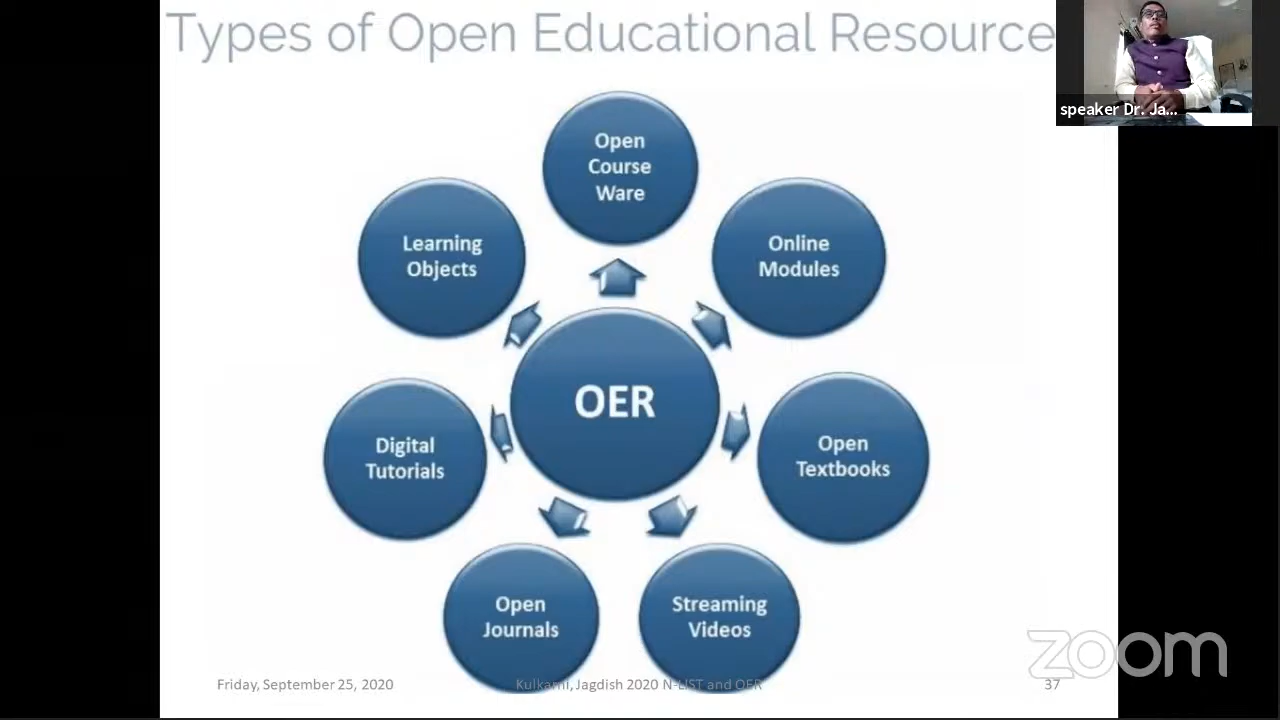 Types of Open Educational Resource
speaker Dr. Ja...
Open
Course
Ware
Learning
Objects
Online
Modules
OER
Digital
Tutorials
Open
Textbooks
Open
Journals
Streaming
Videos
zoom
Friday, September 25, 2020
Kulkarni, Jagdish 2020 N-LIST and OER
37